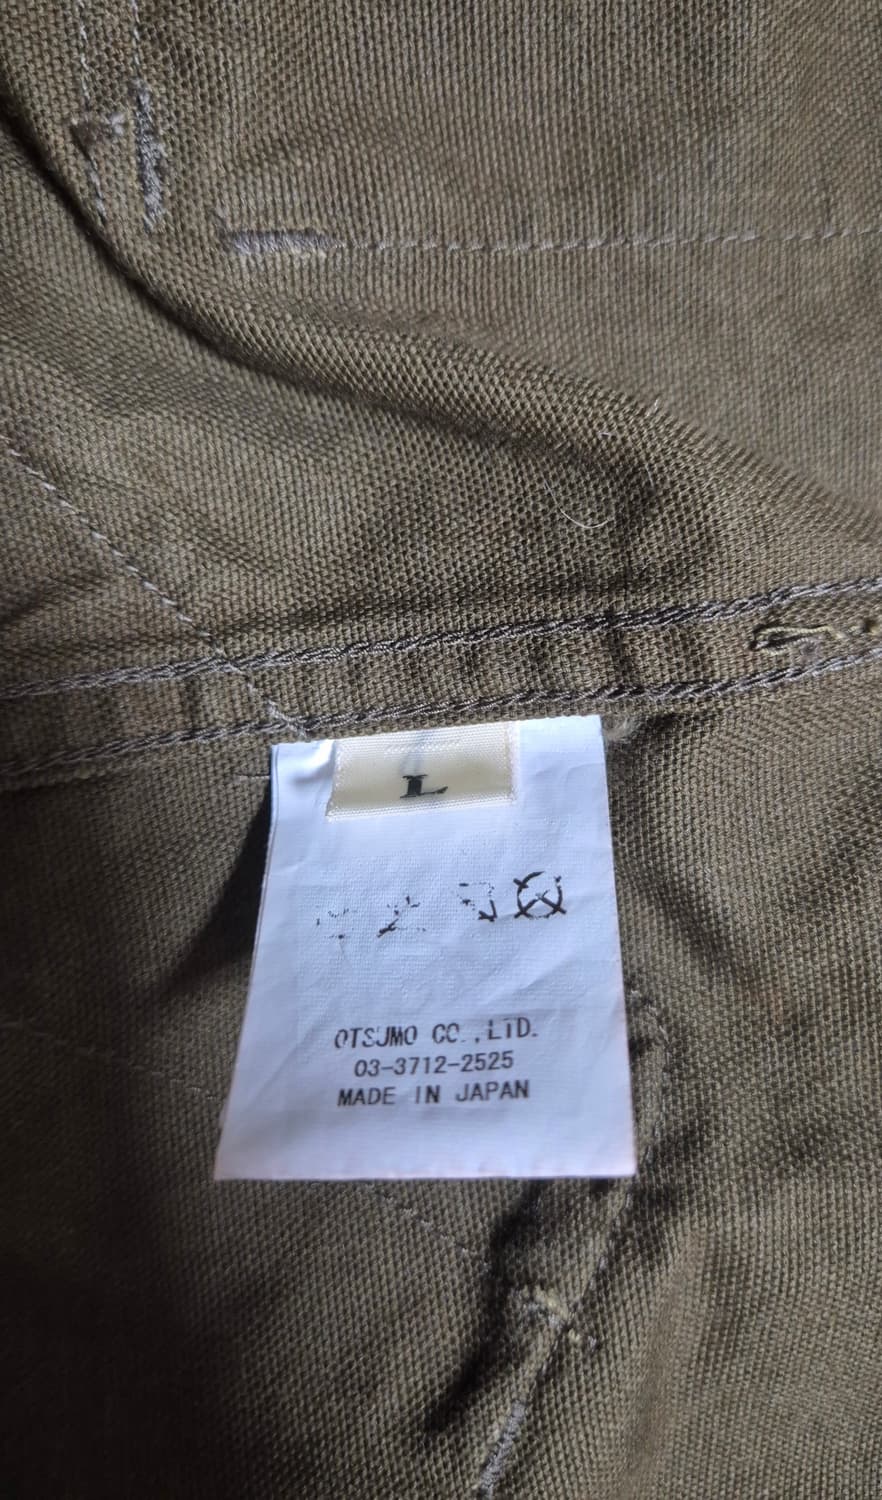 L
OTSUMO CO.,LTD.
03-3712-2525
MADE IN JAPAN